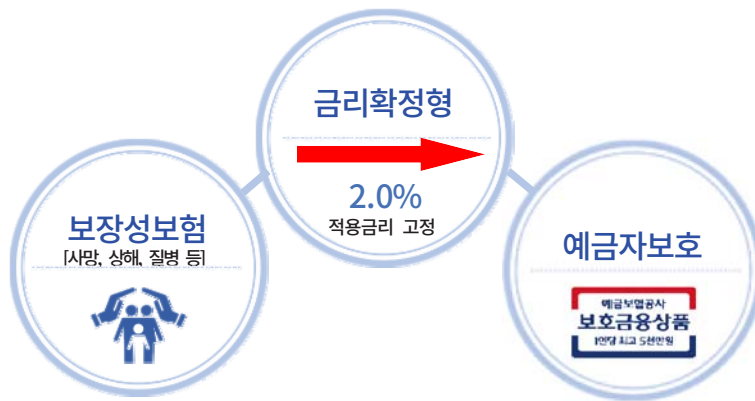 금리확정형
2.0%
적용금리 고정
보장성보험
[사망, 상해, 질병 등]
예금자보호
예금보험공사
보호금융상품
1인당 최고 5천만원